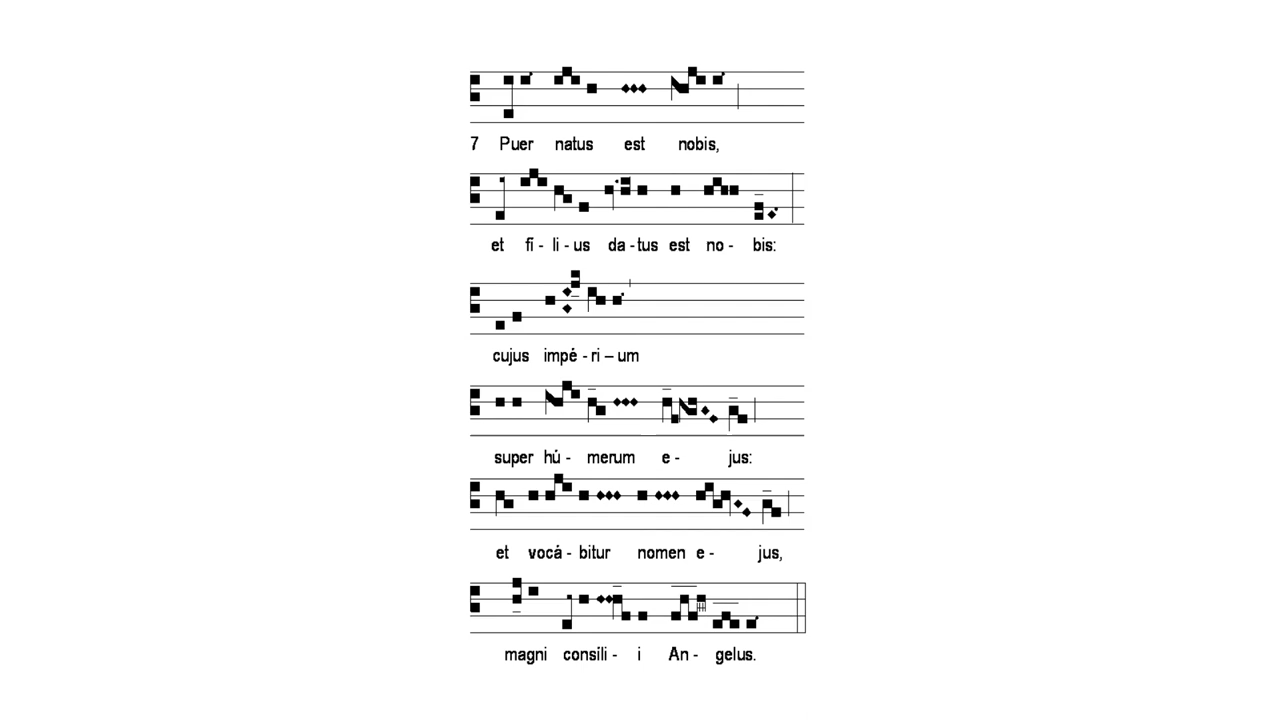 7 Puer natus est nobis,
et fí - li - us da - tus est no - bis:
cujus impé - ri – um
super hú - merum e - jus:
et vocá - bitur nomen e - jus,
magni consíli - i An - gelus.